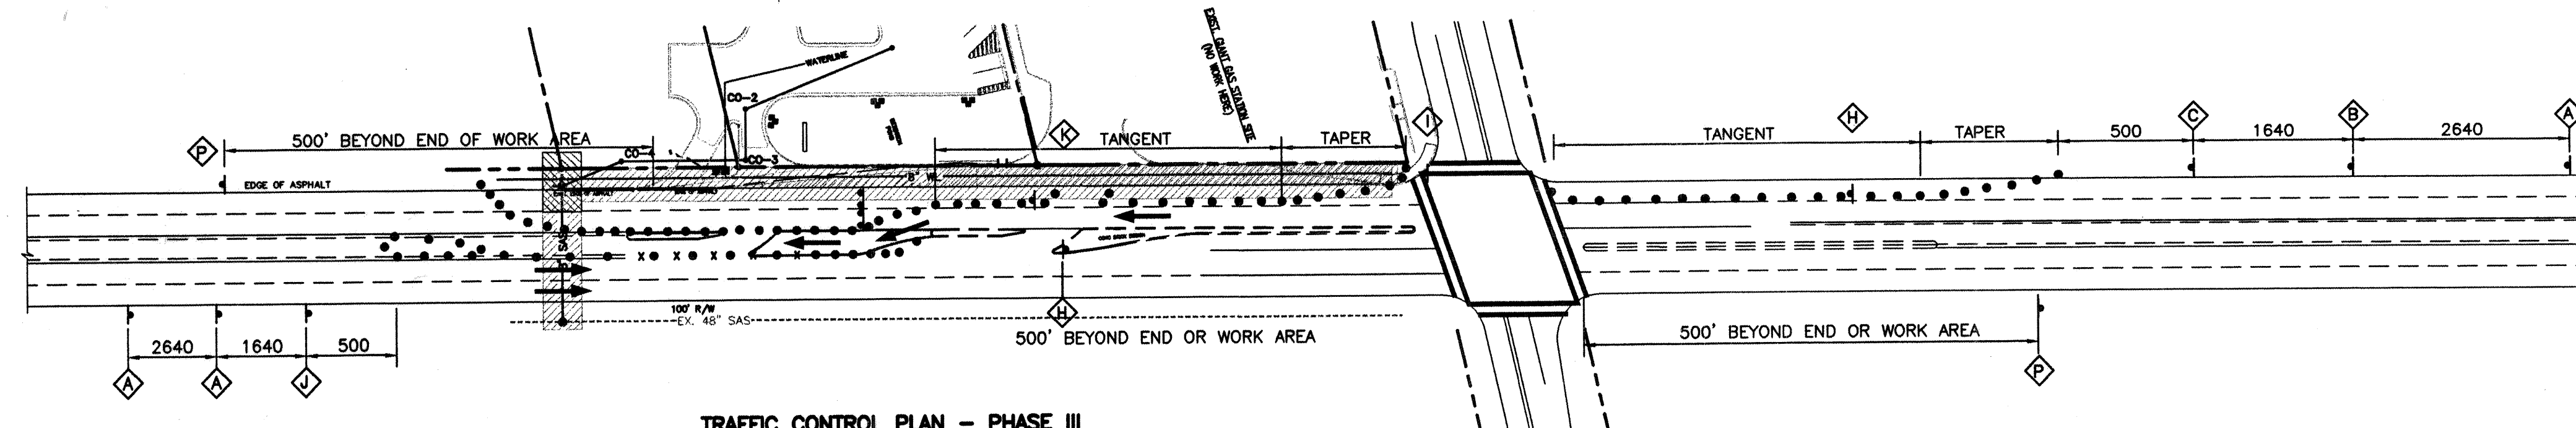 EXIST. GIANT GAS STATION SITE
(NO WORK HERE)
WATERLINE
CO-2
CO-3
P
500' BEYOND END OF WORK AREA
K
TANGENT
TAPER
I
TANGENT
H
TAPER
500
C
1640
B
2640
A
EDGE OF ASPHALT
SAS
100' R/W
EX. 48" SAS
H
500' BEYOND END OR WORK AREA
500' BEYOND END OR WORK AREA
P
2640
1640
500
A
A
J
X X X X X
TRAFFIC CONTROL PLAN - PHASE III